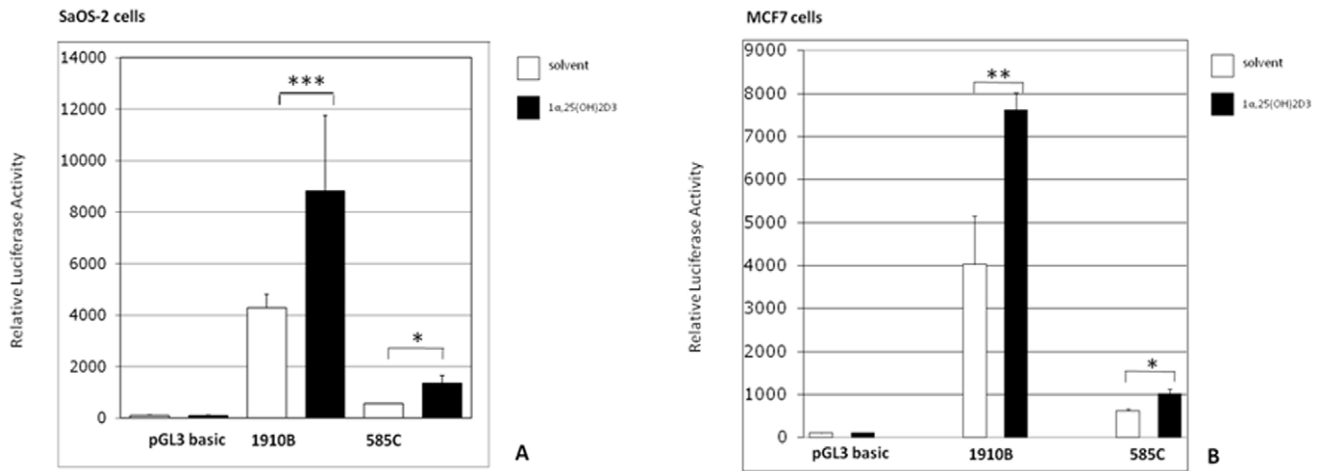 SaOS-2 cells
14000
12000
10000
8000
6000
4000
2000
0
Relative Luciferase Activity
***
*
pGL3 basic 1910B 585C
solvent
1α,25(OH)2D3
A
MCF7 cells
9000
8000
7000
6000
5000
4000
3000
2000
1000
0
Relative Luciferase Activity
**
*
pGL3 basic 1910B 585C
solvent
1α,25(OH)2D3
B